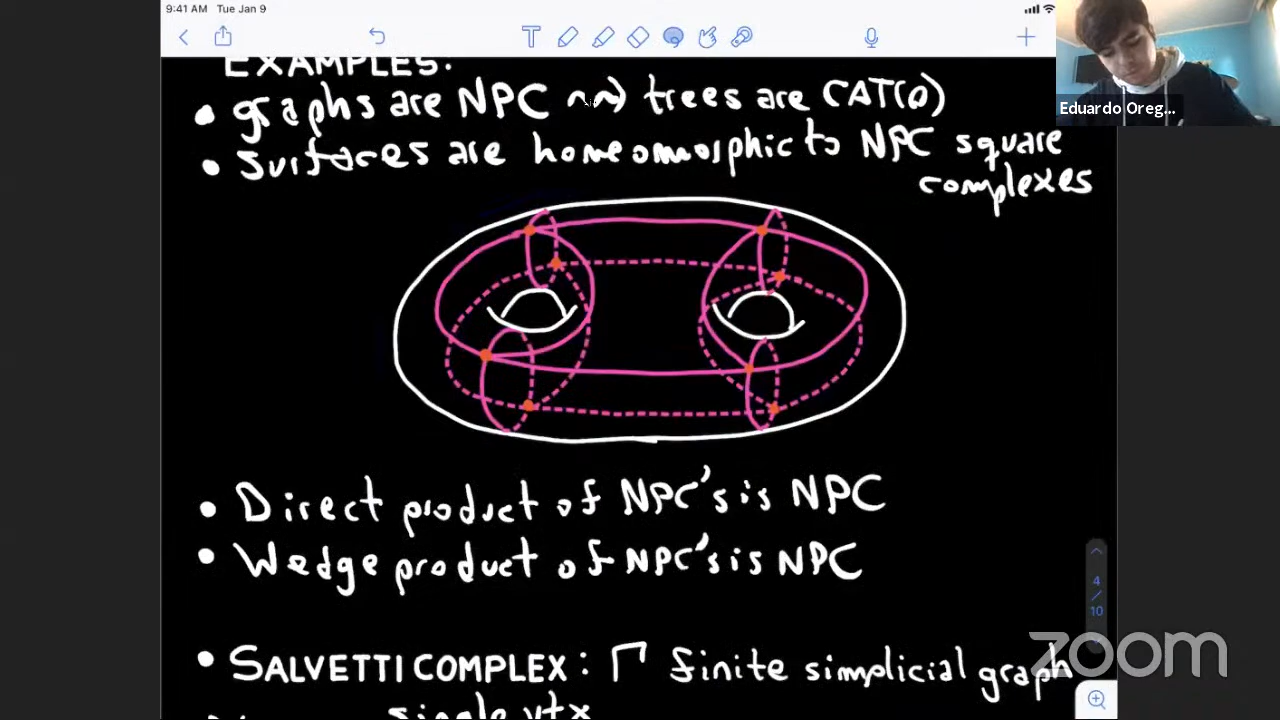 9:41 AM Tue Jan 9
EXAMPLES:
• graphs are NPC ⇝ trees are CAT(0)
• surfaces are homeomorphic to NPC square
complexes
Eduardo Oreg...
• Direct product of NPC's is NPC
• Wedge product of NPC's is NPC
4
/
10
• SALVETTI COMPLEX: Γ finite simplicial graph
single vtx
zoom